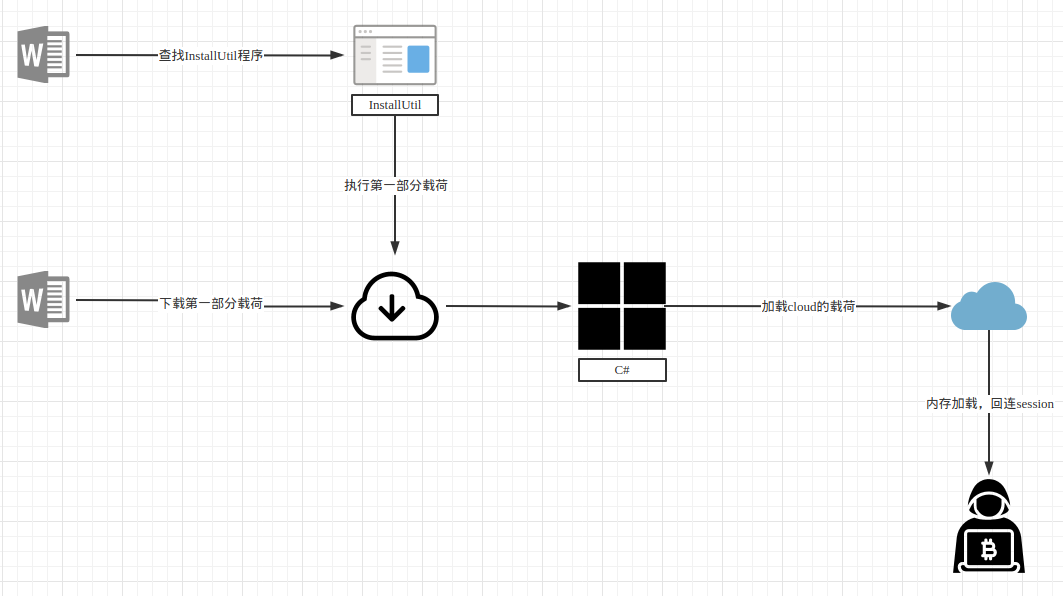 W
查找InstallUtil程序
InstallUtil
执行第一部分载荷
W
下载第一部分载荷
加载cloud的载荷
C#
内存加载，回连session